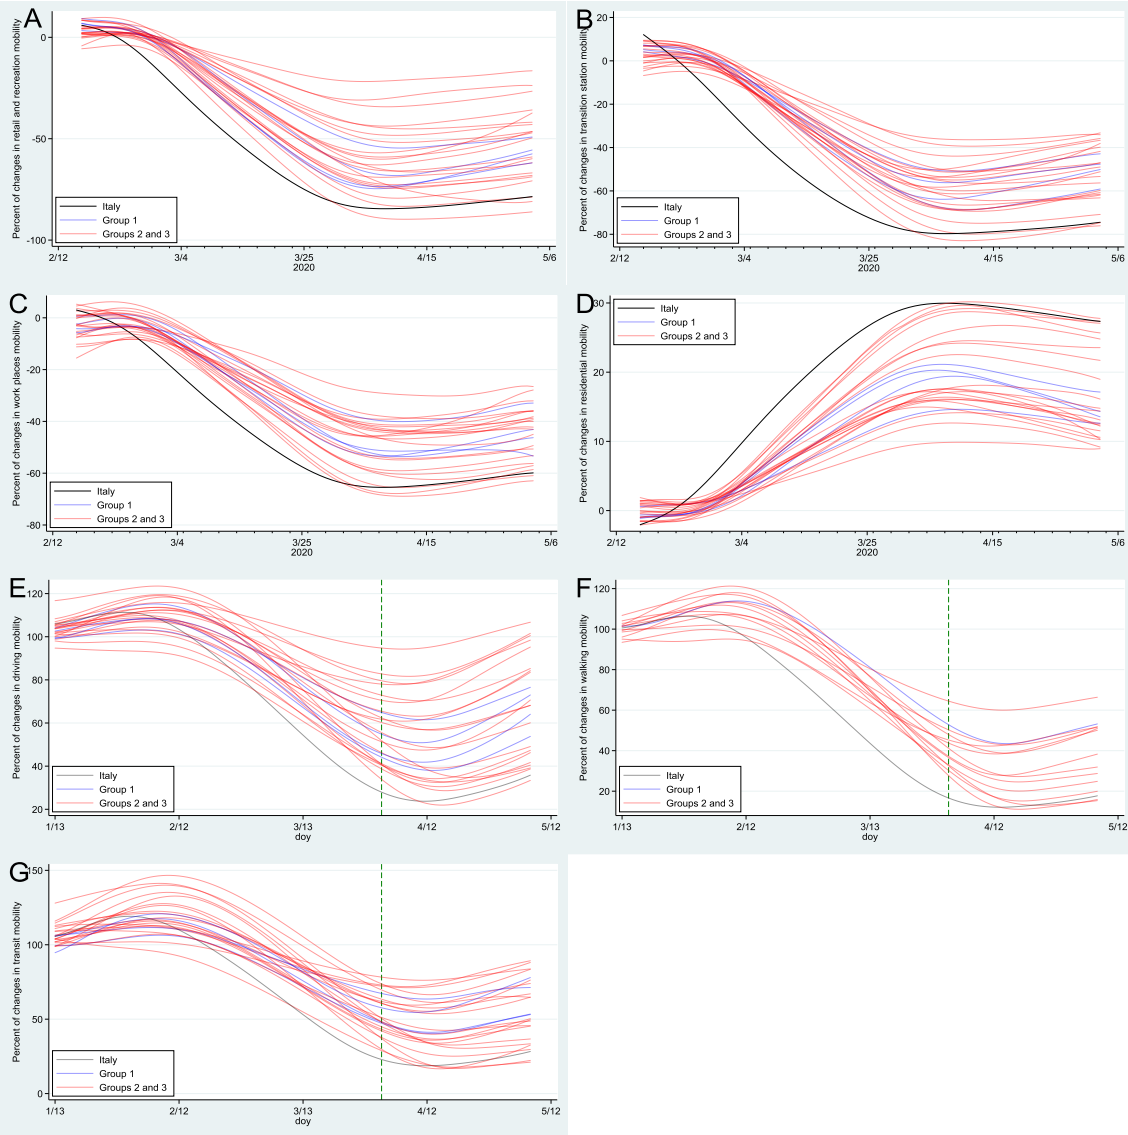 A
Percent of changes in retail and recreation mobility
0
-50
-100
Italy
Group 1
Groups 2 and 3
2/12 3/4 3/25 4/15 5/6
2020
B
Percent of changes in transition station mobility
20
0
-20
-40
-60
-80
Italy
Group 1
Groups 2 and 3
2/12 3/4 3/25 4/15 5/6
2020
C
Percent of changes in work places mobility
0
-20
-40
-60
-80
Italy
Group 1
Groups 2 and 3
2/12 3/4 3/25 4/15 5/6
2020
D
Percent of changes in residential mobility
30
20
10
0
Italy
Group 1
Groups 2 and 3
2/12 3/4 3/25 4/15 5/6
2020
E
Percent of changes in driving mobility
120
100
80
60
40
20
Italy
Group 1
Groups 2 and 3
1/13 2/12 3/13 4/12 5/12
doy
F
Percent of changes in walking mobility
120
100
80
60
40
20
Italy
Group 1
Groups 2 and 3
1/13 2/12 3/13 4/12 5/12
doy
G
Percent of changes in transit mobility
150
100
50
0
Italy
Group 1
Groups 2 and 3
1/13 2/12 3/13 4/12 5/12
doy